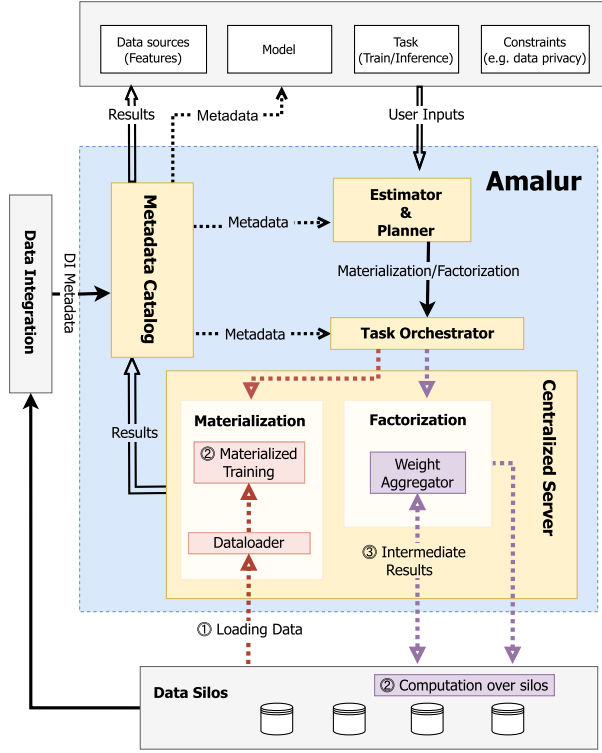 Data sources
(Features)
Model
Task
(Train/Inference)
Constraints
(e.g. data privacy)
Results
Metadata
User Inputs
Amalur
Metadata Catalog
Estimator
&
Planner
Metadata
Data Integration
DI Metadata
Materialization/Factorization
Metadata
Task Orchestrator
Centralized Server
Results
Materialization
② Materialized
Training
Dataloader
Factorization
Weight
Aggregator
③ Intermediate
Results
① Loading Data
Data Silos
② Computation over silos